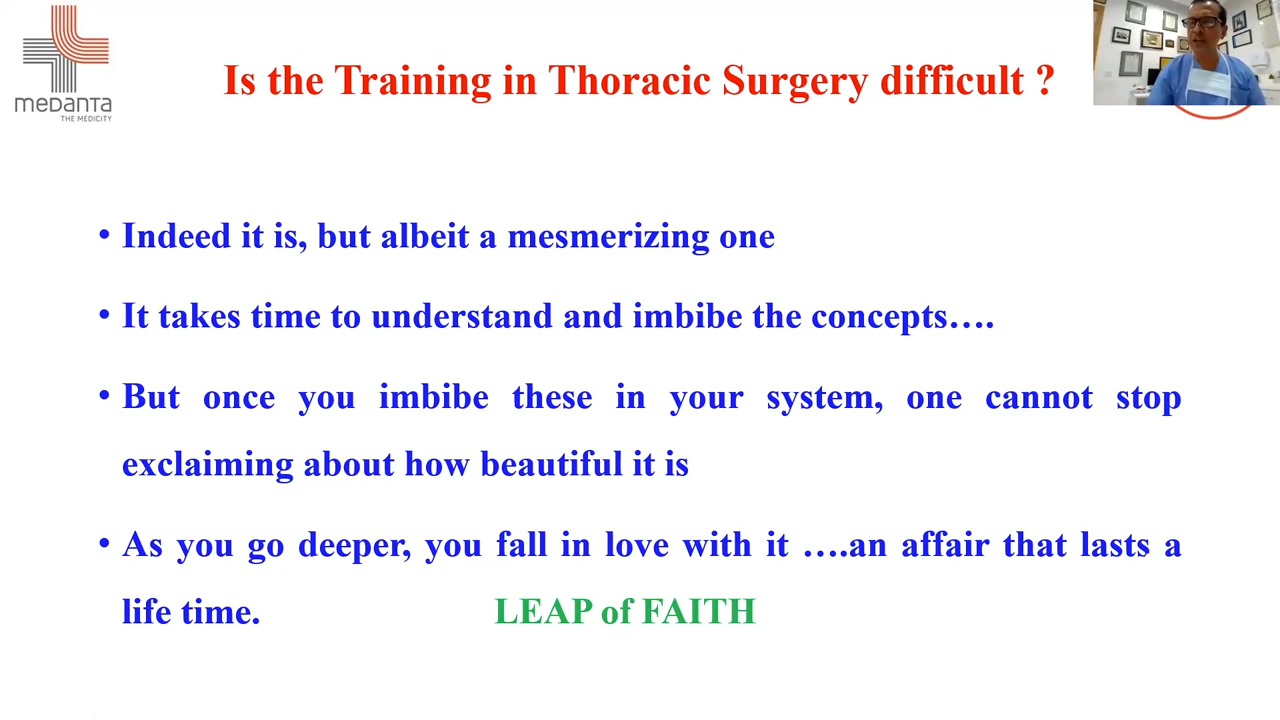 medanta
THE MEDICITY
Is the Training in Thoracic Surgery difficult ?
• Indeed it is, but albeit a mesmerizing one
• It takes time to understand and imbibe the concepts….
• But once you imbibe these in your system, one cannot stop
exclaiming about how beautiful it is
• As you go deeper, you fall in love with it ….an affair that lasts a
life time. LEAP of FAITH